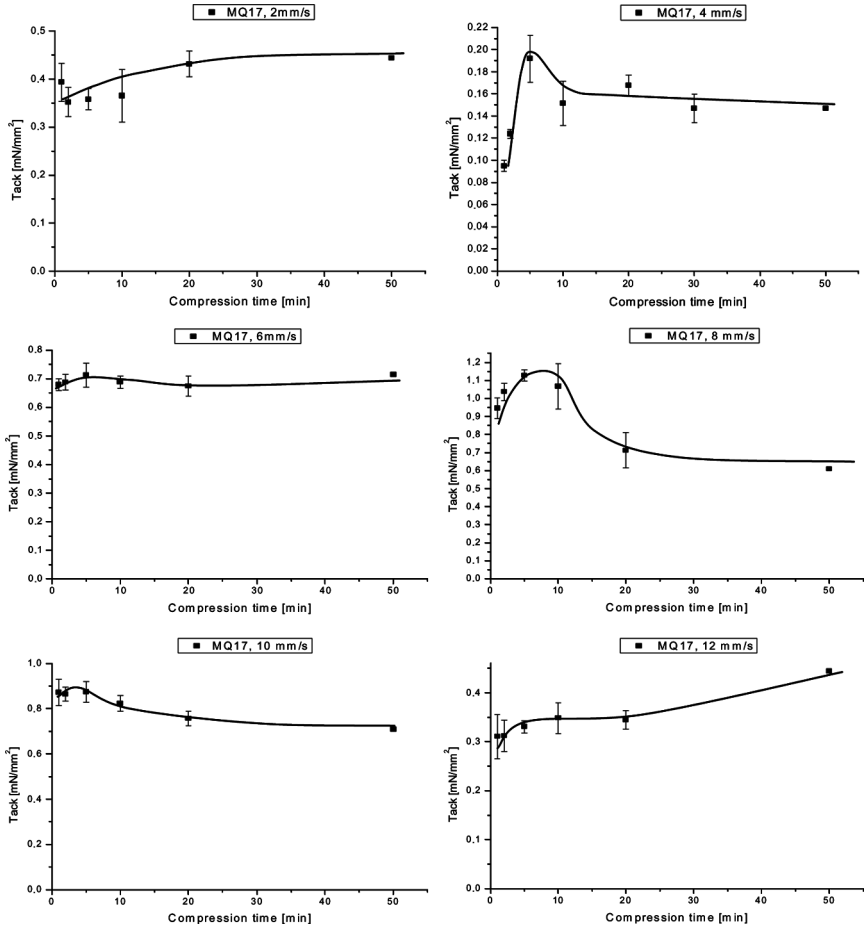 MQ17, 2mm/s
0,5
0,4
0,3
0,2
0,1
0,0
Tack [mN/mm²]
0 10 20 30 40 50
Compression time [min]
MQ17, 4 mm/s
0,22
0,20
0,18
0,16
0,14
0,12
0,10
0,08
0,06
0,04
0,02
0,00
Tack [mN/mm²]
0 10 20 30 40 50
Compression time [min]
MQ17, 6mm/s
0,8
0,7
0,6
0,5
0,4
0,3
0,2
0,1
0,0
Tack [mN/mm²]
0 10 20 30 40 50
Compression time [min]
MQ17, 8 mm/s
1,2
1,1
1,0
0,9
0,8
0,7
0,6
0,5
0,4
0,3
0,2
0,1
0,0
Tack [mN/mm²]
0 10 20 30 40 50
Compression time [min]
MQ17, 10 mm/s
1,0
0,8
0,6
0,4
0,2
0,0
Tack [mN/mm²]
0 10 20 30 40 50
Compression time [min]
MQ17, 12 mm/s
0,4
0,3
0,2
0,1
0,0
Tack [mN/mm²]
0 10 20 30 40 50
Compression time [min]